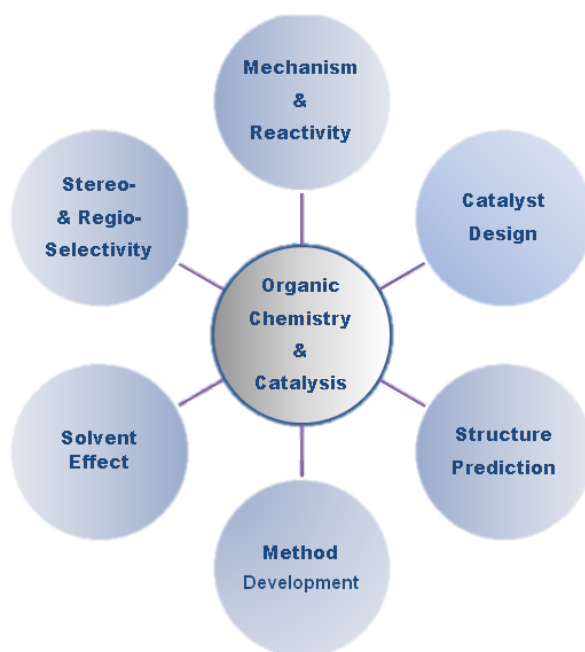 Mechanism
&
Reactivity
Stereo-
& Regio-
Selectivity
Catalyst
Design
Organic
Chemistry
&
Catalysis
Solvent
Effect
Structure
Prediction
Method
Development